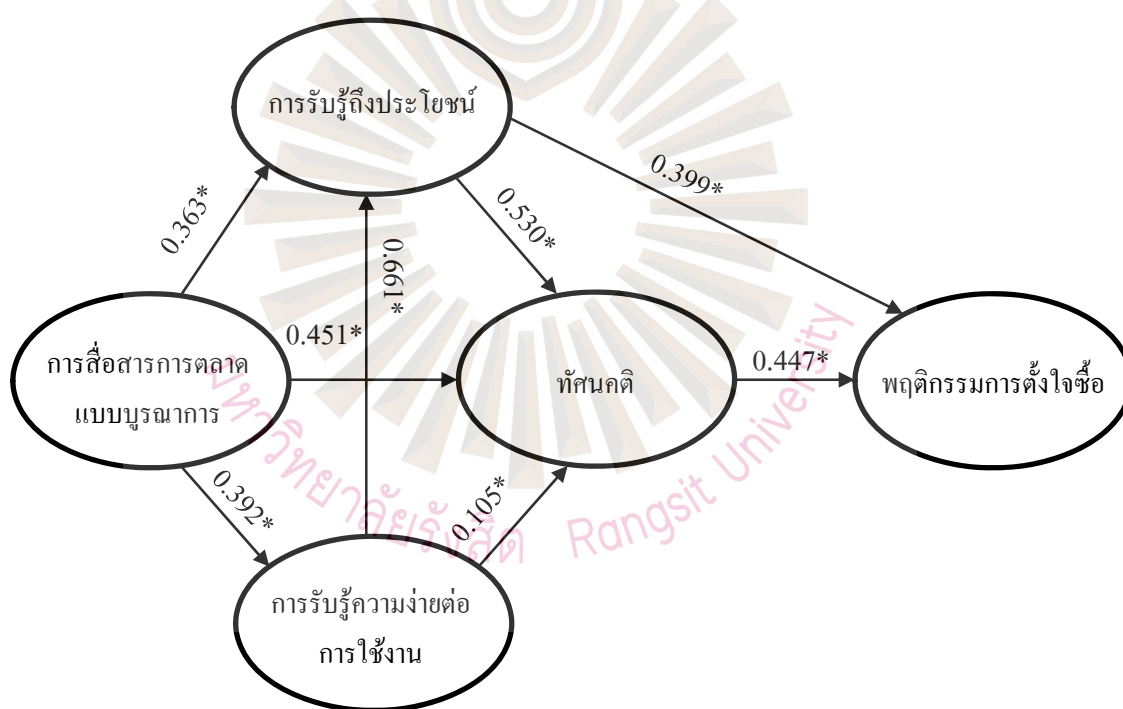 การรับรู้ถึงประโยชน์
0.399*
0.363*
0.530*
0.661*
0.451*
การสื่อสารการตลาด
แบบบูรณาการ
ทัศนคติ
0.447*
พฤติกรรมการตั้งใจซื้อ
0.392*
0.105*
มหาวิทยาลัยรังสิต Rangsit University
การรับรู้ความง่ายต่อ
การใช้งาน